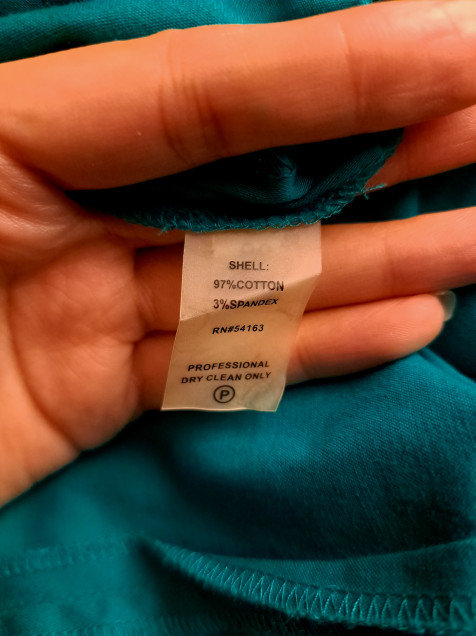 SHELL:
97%COTTON
3%SPANDEX
RN#54163
PROFESSIONAL
DRY CLEAN ONLY
P